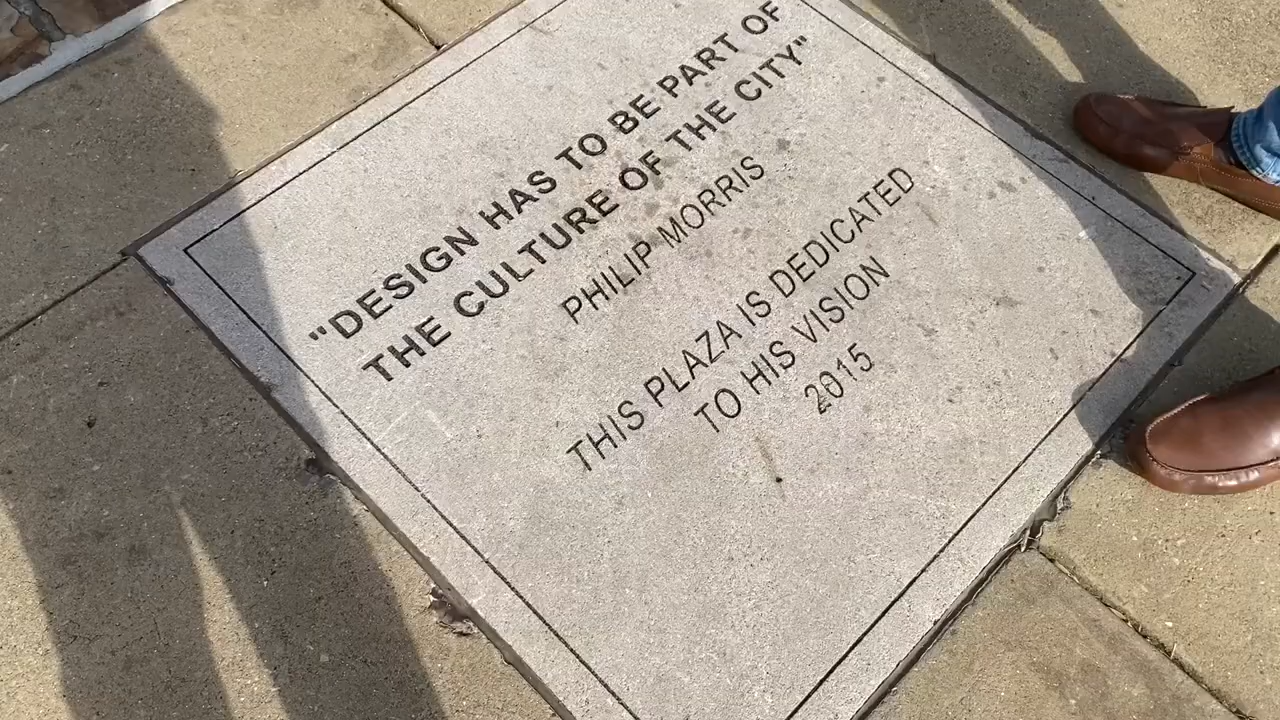 "DESIGN HAS TO BE PART OF
THE CULTURE OF THE CITY"
PHILIP MORRIS
THIS PLAZA IS DEDICATED
TO HIS VISION
2015